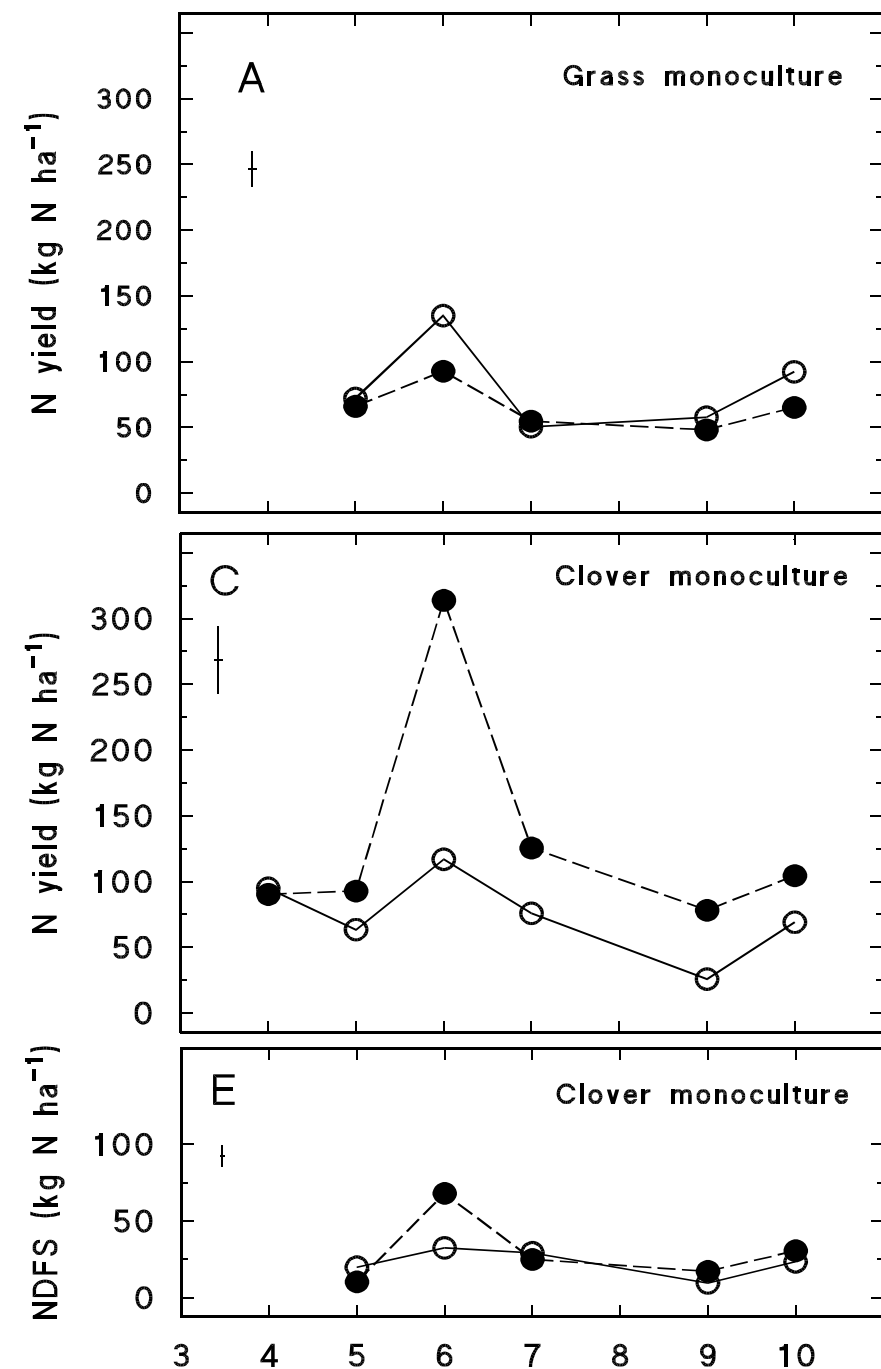 A
Grass monoculture
N yield (kg N ha⁻¹)
300
250
200
150
100
50
0
C
Clover monoculture
N yield (kg N ha⁻¹)
300
250
200
150
100
50
0
E
Clover monoculture
NDFS (kg N ha⁻¹)
100
50
0
3 4 5 6 7 8 9 10